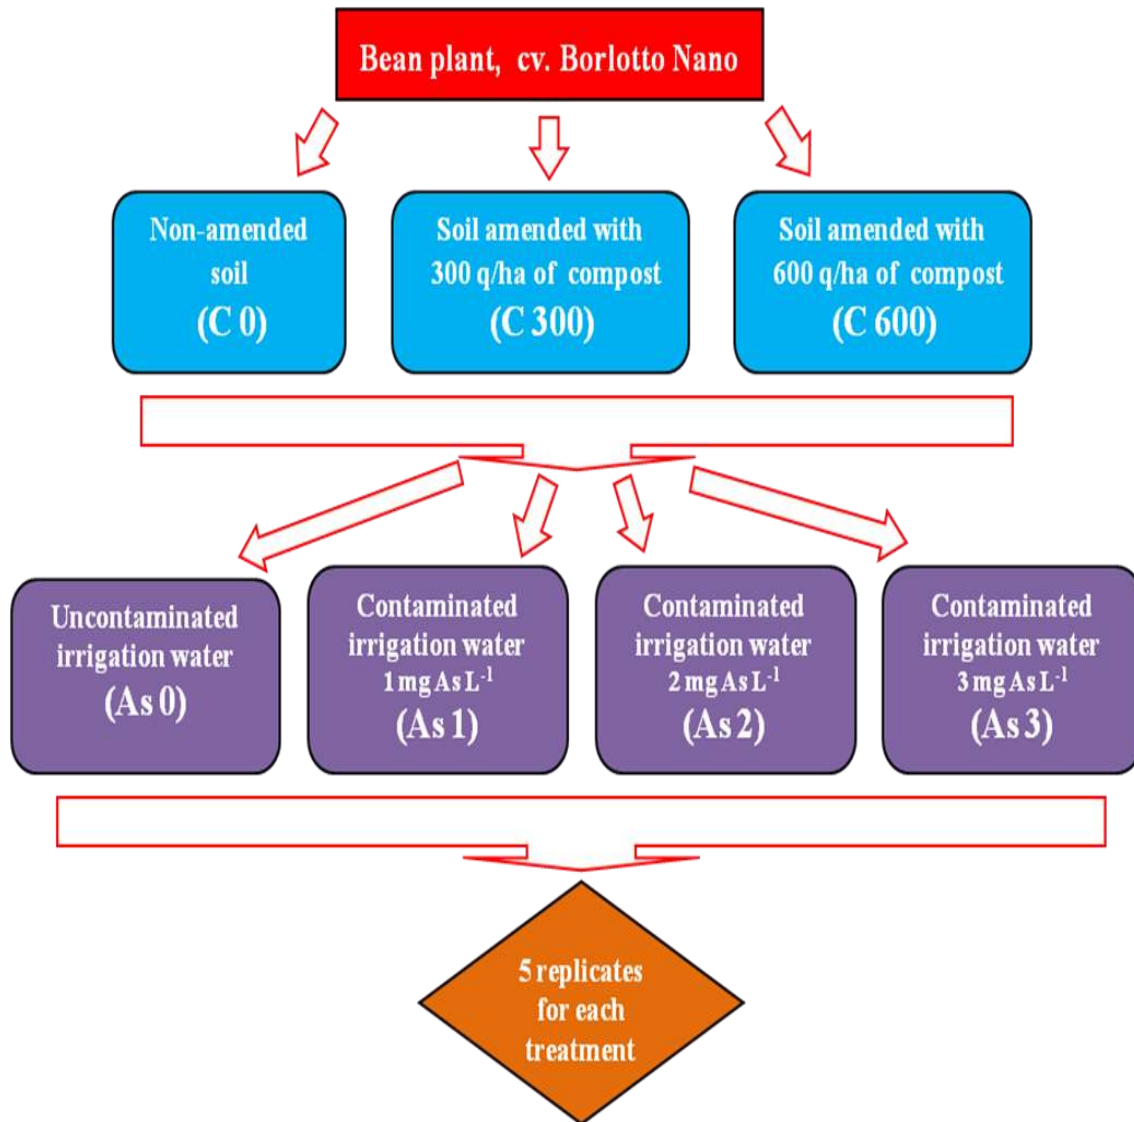 Bean plant, cv. Borlotto Nano
Non-amended
soil
(C 0)
Soil amended with
300 q/ha of compost
(C 300)
Soil amended with
600 q/ha of compost
(C 600)
Uncontaminated
irrigation water
(As 0)
Contaminated
irrigation water
1 mg As L⁻¹
(As 1)
Contaminated
irrigation water
2 mg As L⁻¹
(As 2)
Contaminated
irrigation water
3 mg As L⁻¹
(As 3)
5 replicates
for each
treatment